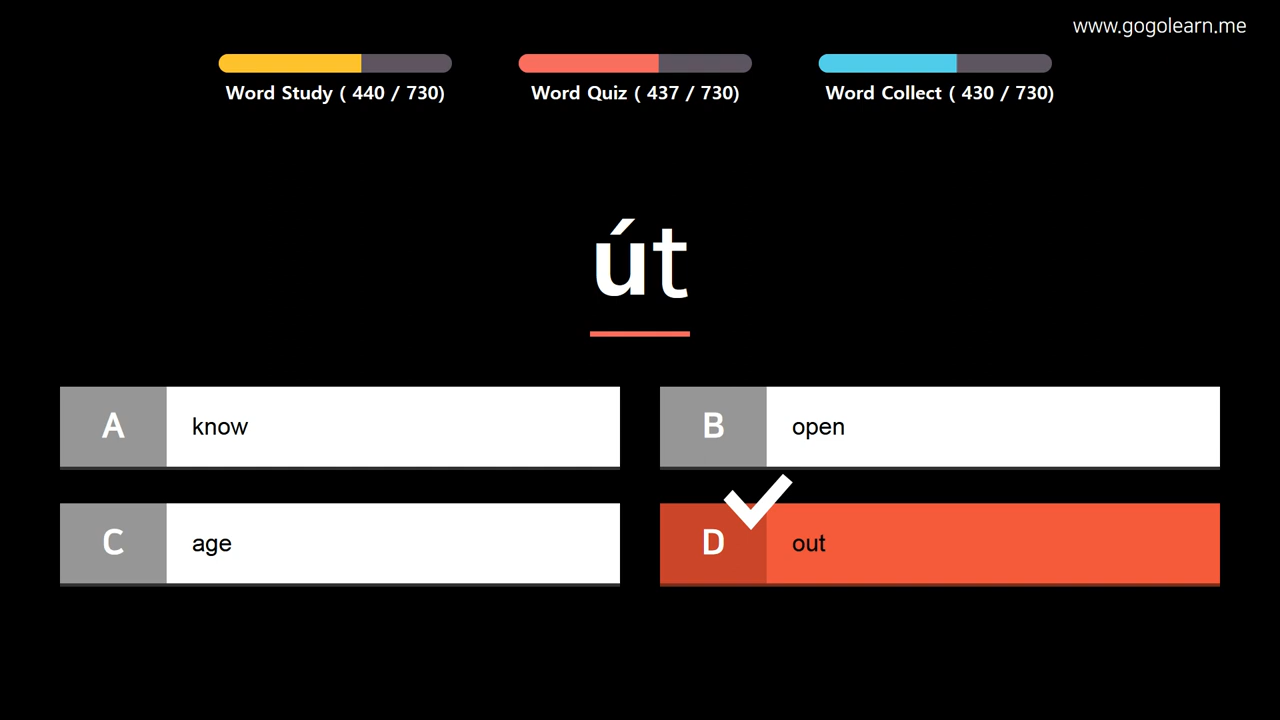 www.gogolearn.me
Word Study ( 440 / 730)
Word Quiz ( 437 / 730)
Word Collect ( 430 / 730)
út
A know
B open
C age
D out